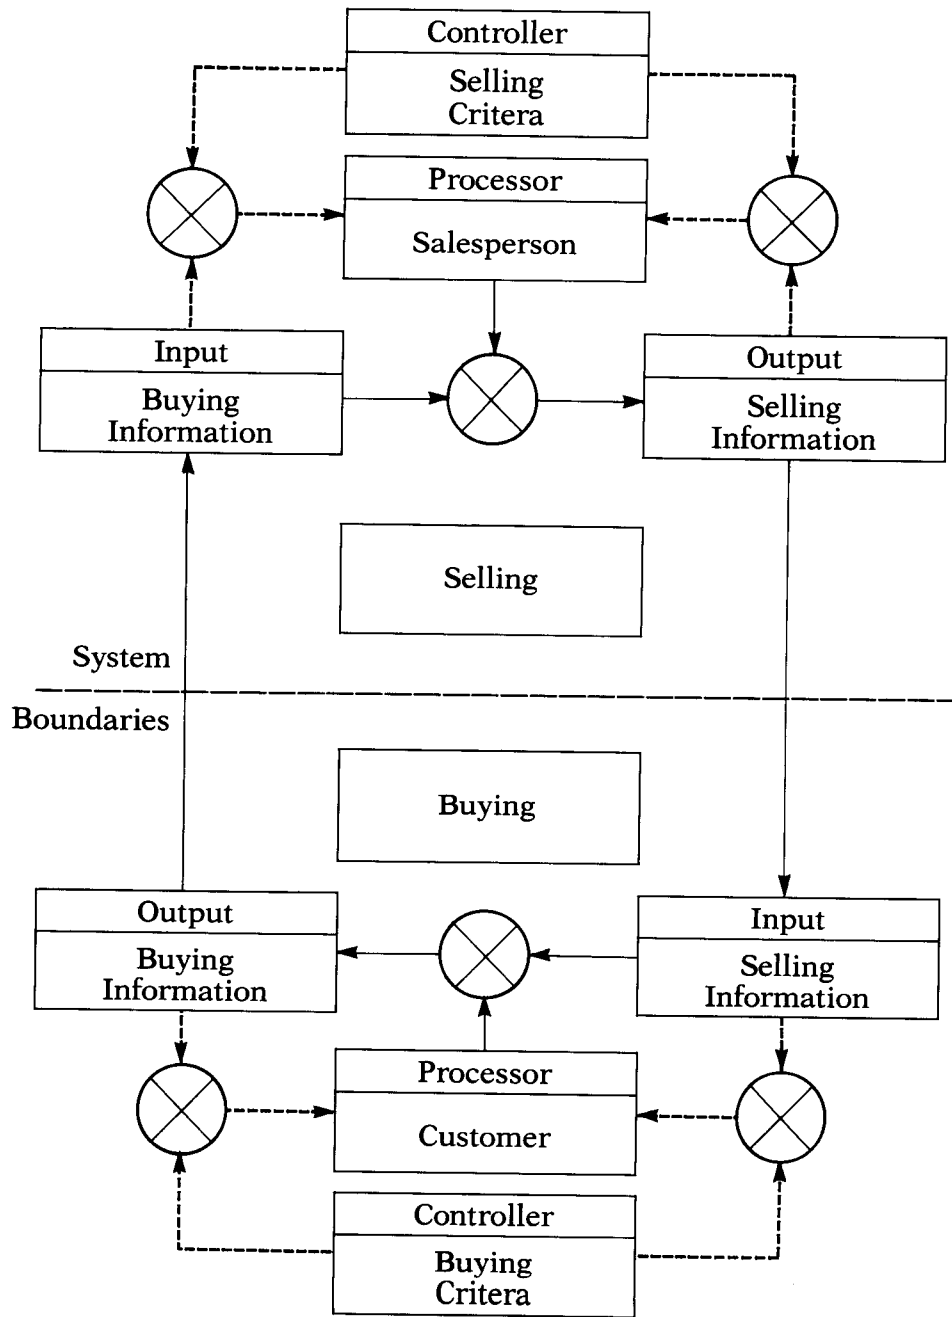 Controller
Selling
Critera
Processor
Salesperson
Input
Buying
Information
Output
Selling
Information
Selling
System
Boundaries
Buying
Output
Buying
Information
Input
Selling
Information
Processor
Customer
Controller
Buying
Critera